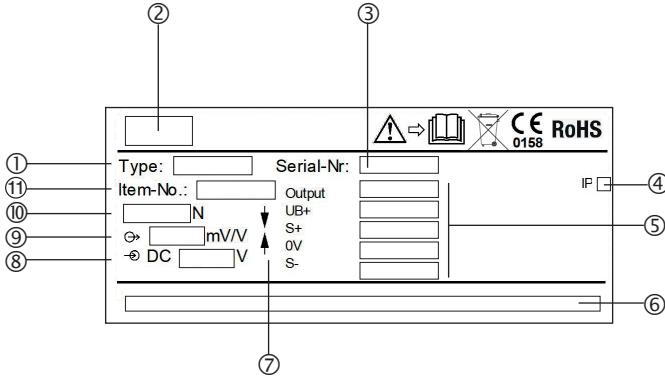 ② ③
CE RoHS
0158
① Type: Serial-Nr:
⑪ Item-No.: Output IP ④
⑩ N UB+
⑨ mV/V S+ ⑤
⑧ DC V 0V
S-
⑥
⑦